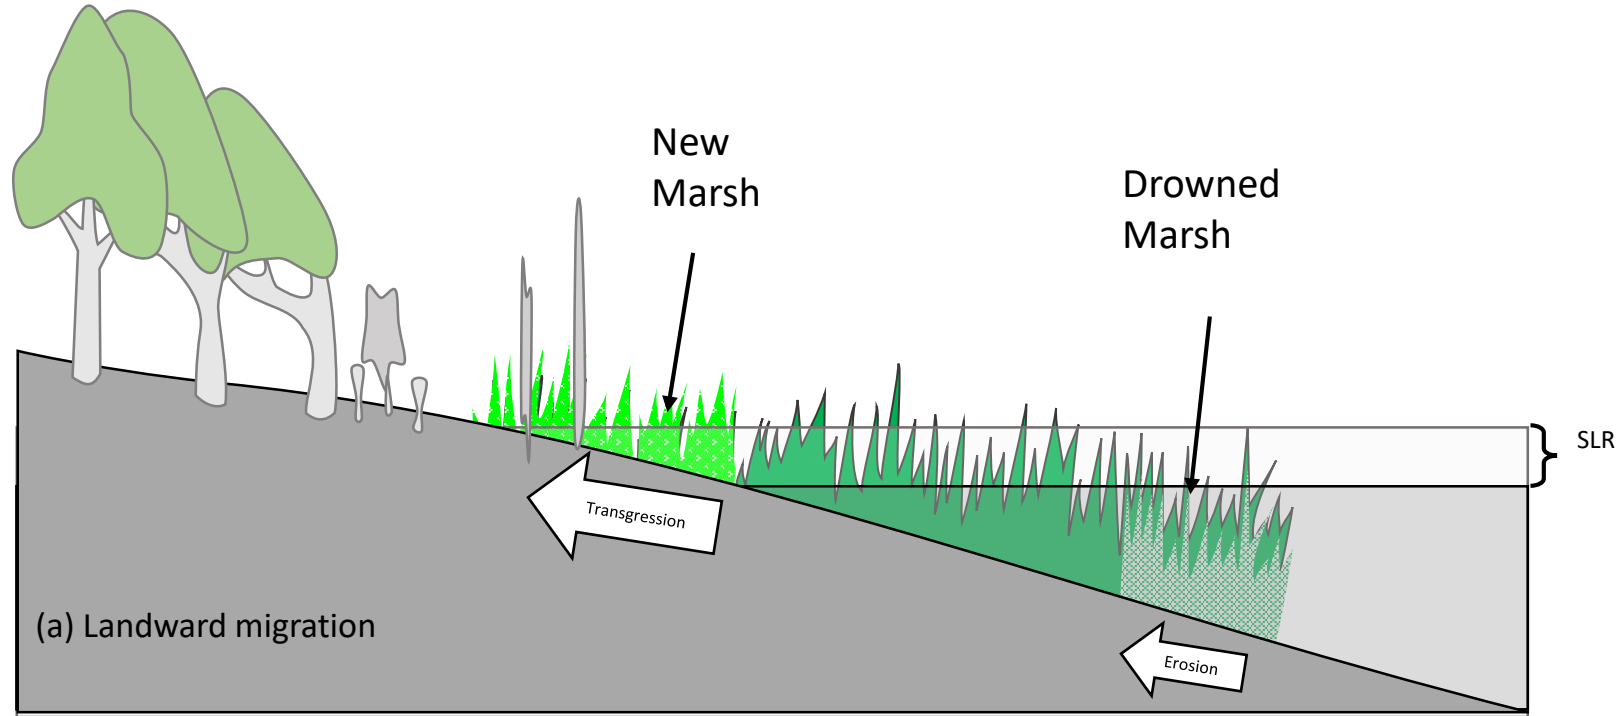 New
Marsh
Drowned
Marsh
SLR
Transgression
(a) Landward migration
Erosion